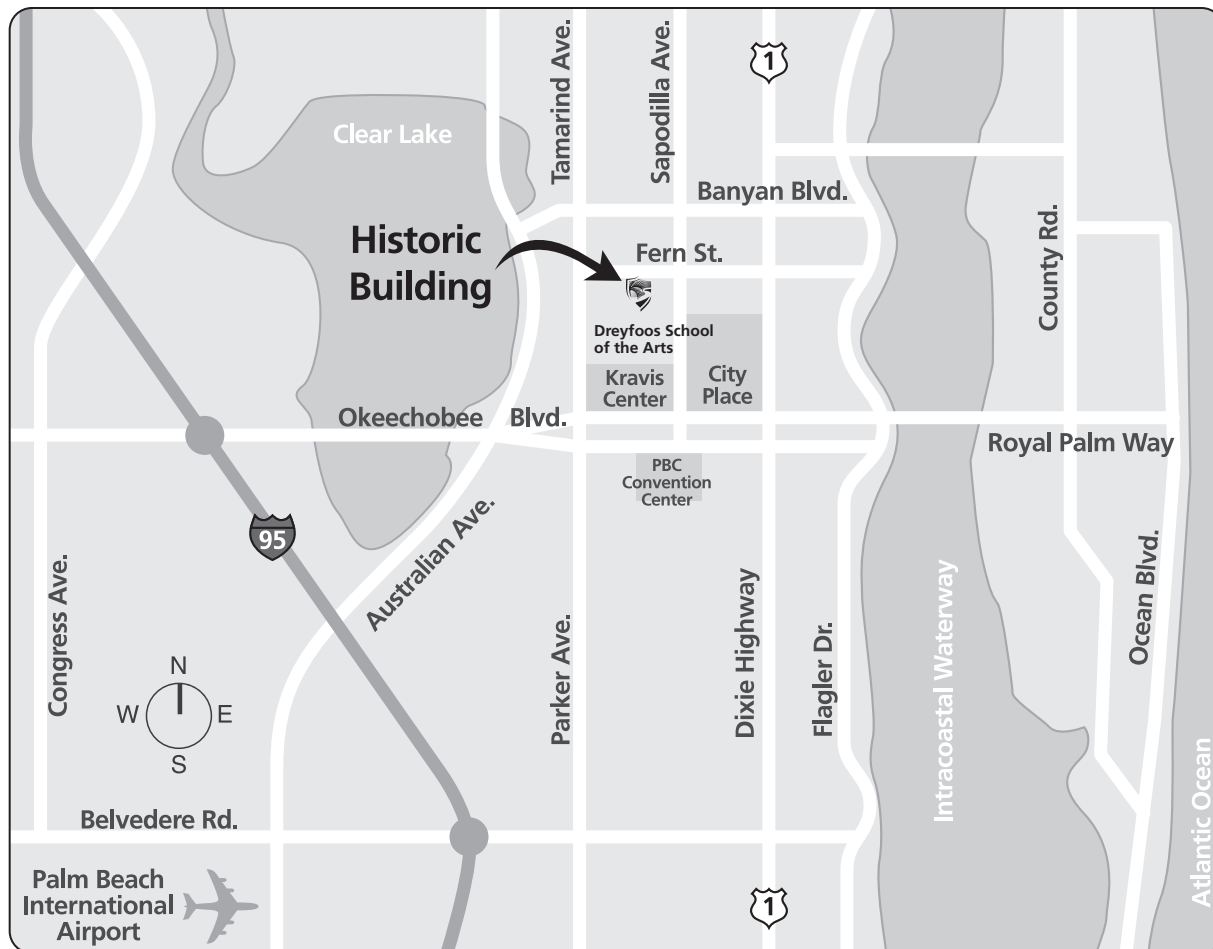 1
Tamarind Ave.
Sapodilla Ave.
Clear Lake
Banyan Blvd.
Historic
Building
Fern St.
County Rd.
Dreyfoos School
of the Arts
Kravis
Center
City
Place
Okeechobee Blvd.
Royal Palm Way
PBC
Convention
Center
95
Australian Ave.
Congress Ave.
Parker Ave.
Dixie Highway
Flagler Dr.
Intracoastal Waterway
Ocean Blvd.
Atlantic Ocean
N
W E
S
Belvedere Rd.
Palm Beach
International
Airport
1